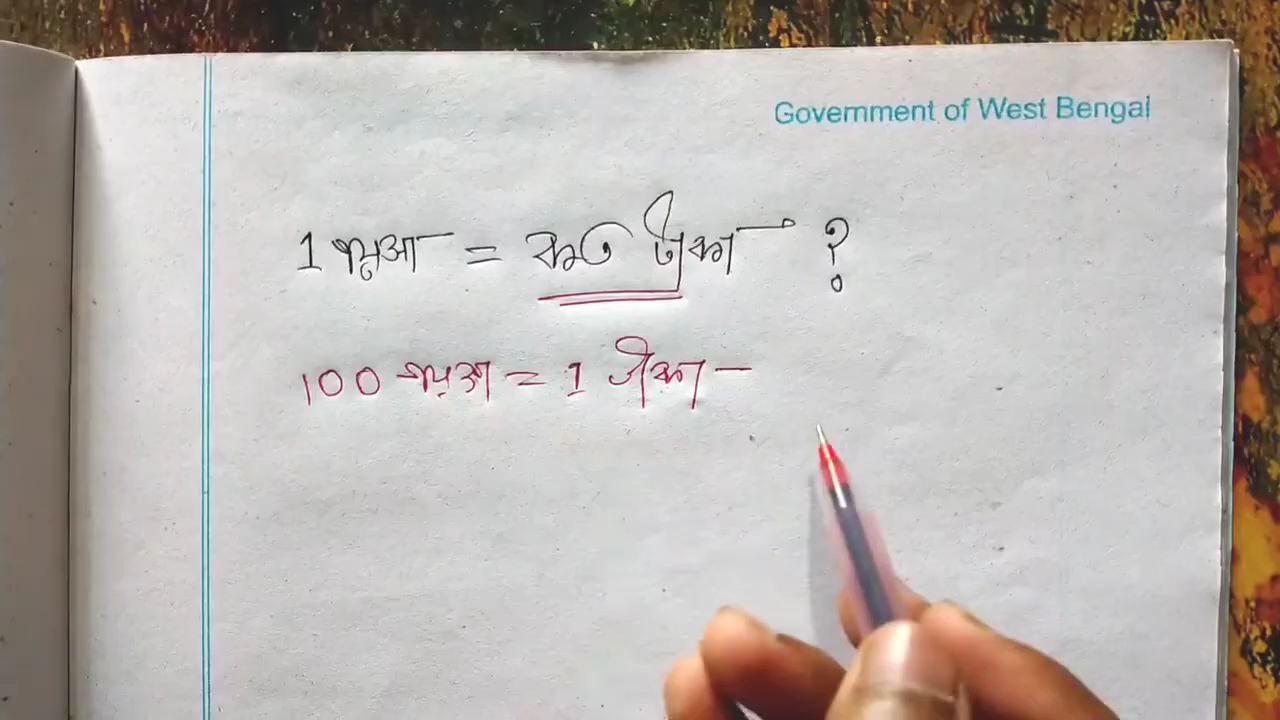 Government of West Bengal
1 পয়সা = কত টাকা ?
100 পয়সা = 1 টাকা